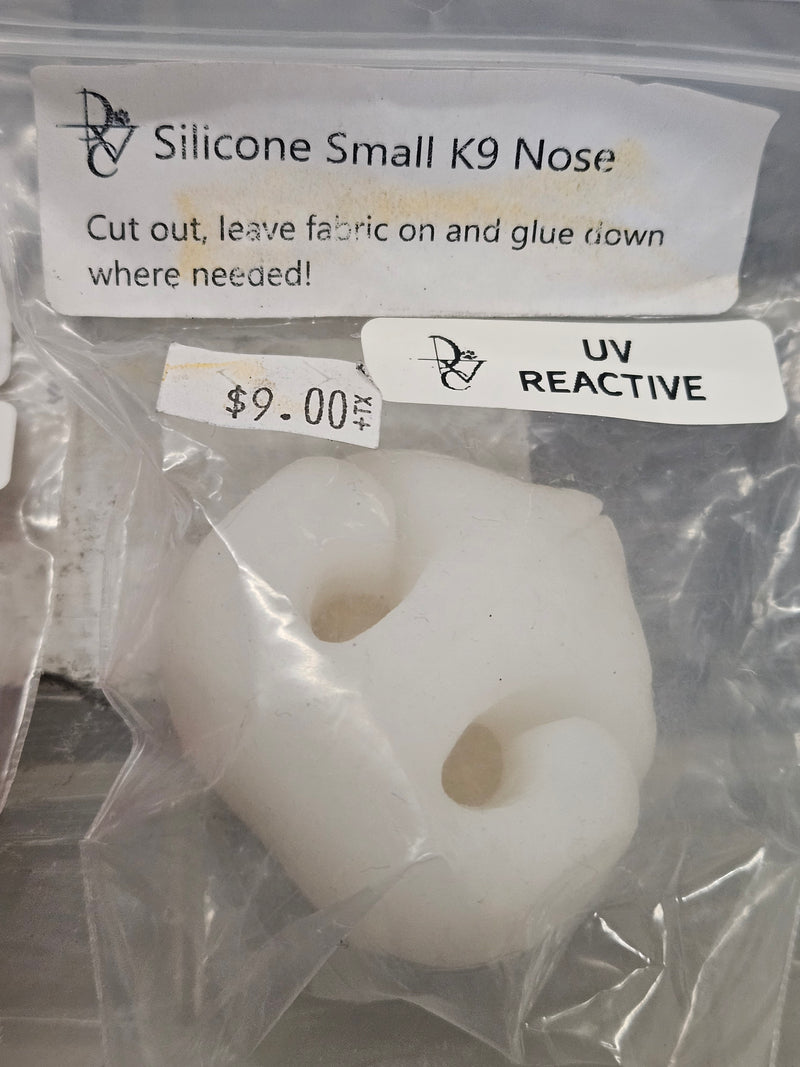 Silicone Small K9 Nose
Cut out, leave fabric on and glue down
where needed!
$9.00+TX
UV
REACTIVE